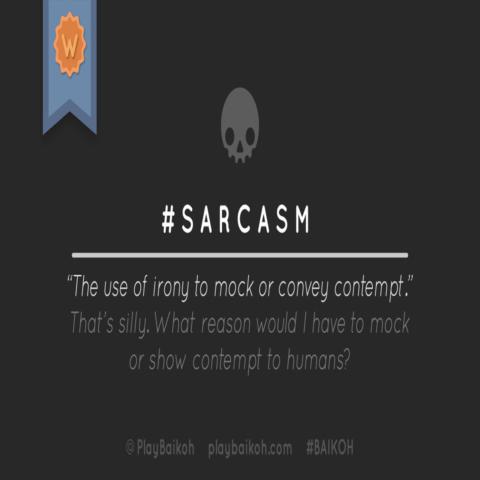 W
#SARCASM
“The use of irony to mock or convey contempt.”
That's silly. What reason would I have to mock
or show contempt to humans?
@PlayBaikoh playbaikoh.com #BAIKOH